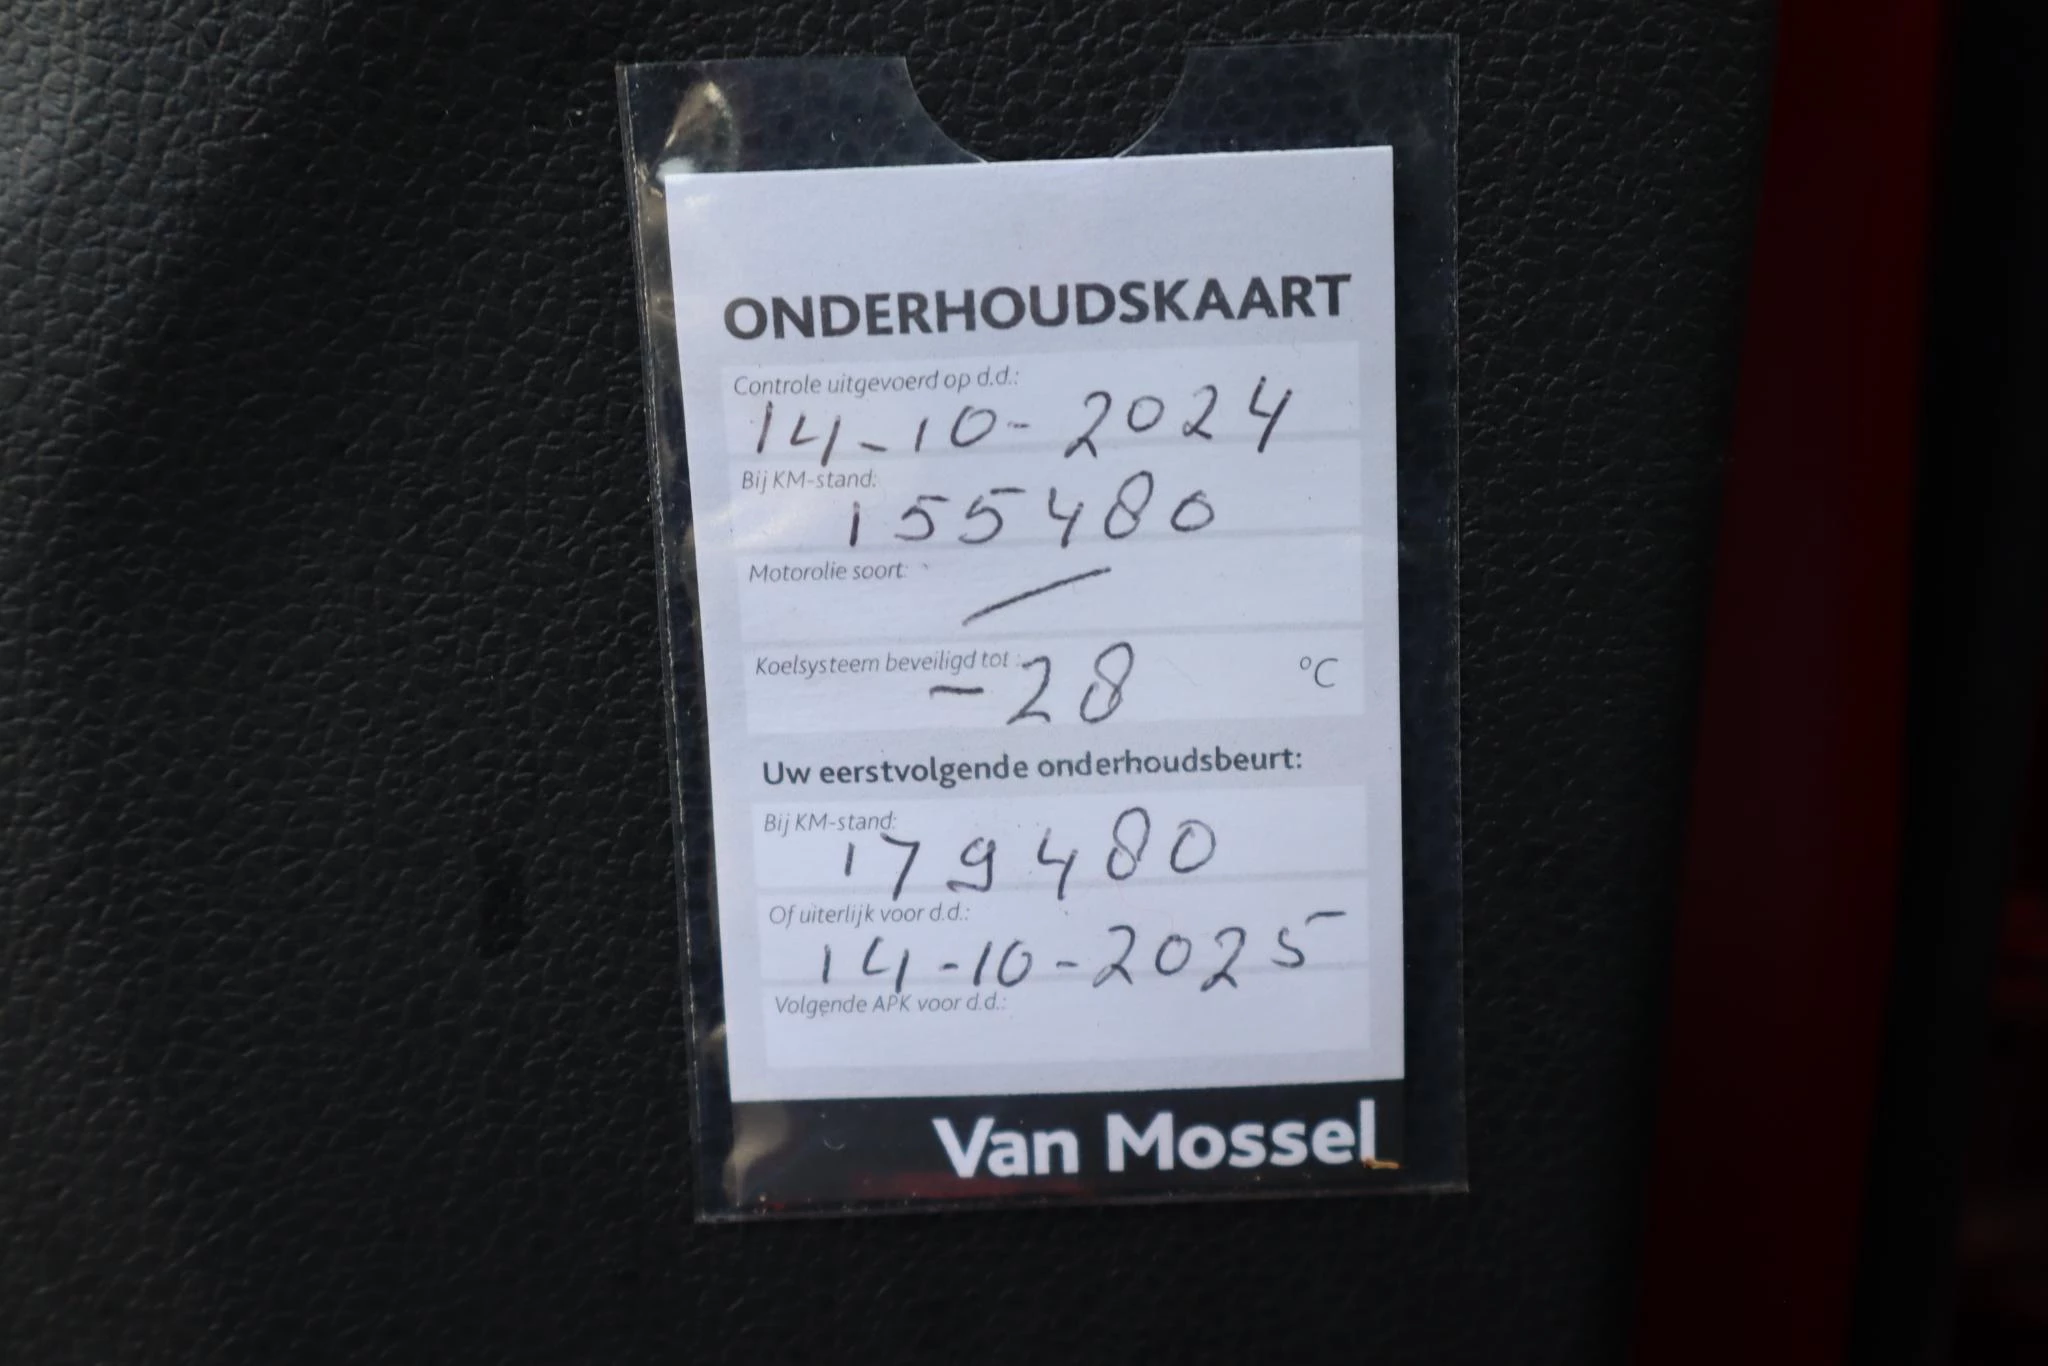 ONDERHOUDSKAART
Controle uitgevoerd op d.d.:
14-10-2024
Bij KM-stand:
155480
Motorolie soort:
/
Koelsysteem beveiligd tot :
-28 °C
Uw eerstvolgende onderhoudsbeurt:
Bij KM-stand:
179480
Of uiterlijk voor d.d.:
14-10-2025
Volgende APK voor d.d.:
Van Mossel